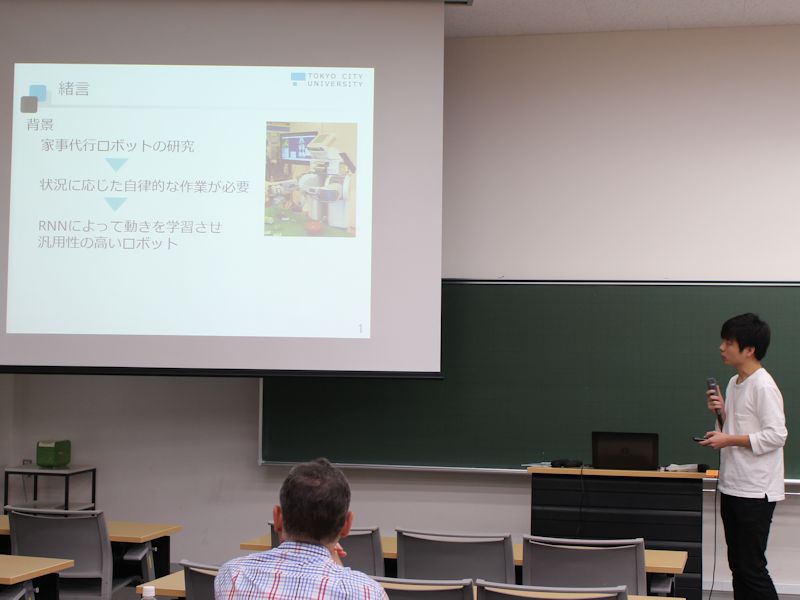 緒言
TOKYO CITY
UNIVERSITY
背景
家事代行ロボットの研究
状況に応じた自律的な作業が必要
RNNによって動きを学習させ
汎用性の高いロボット
1